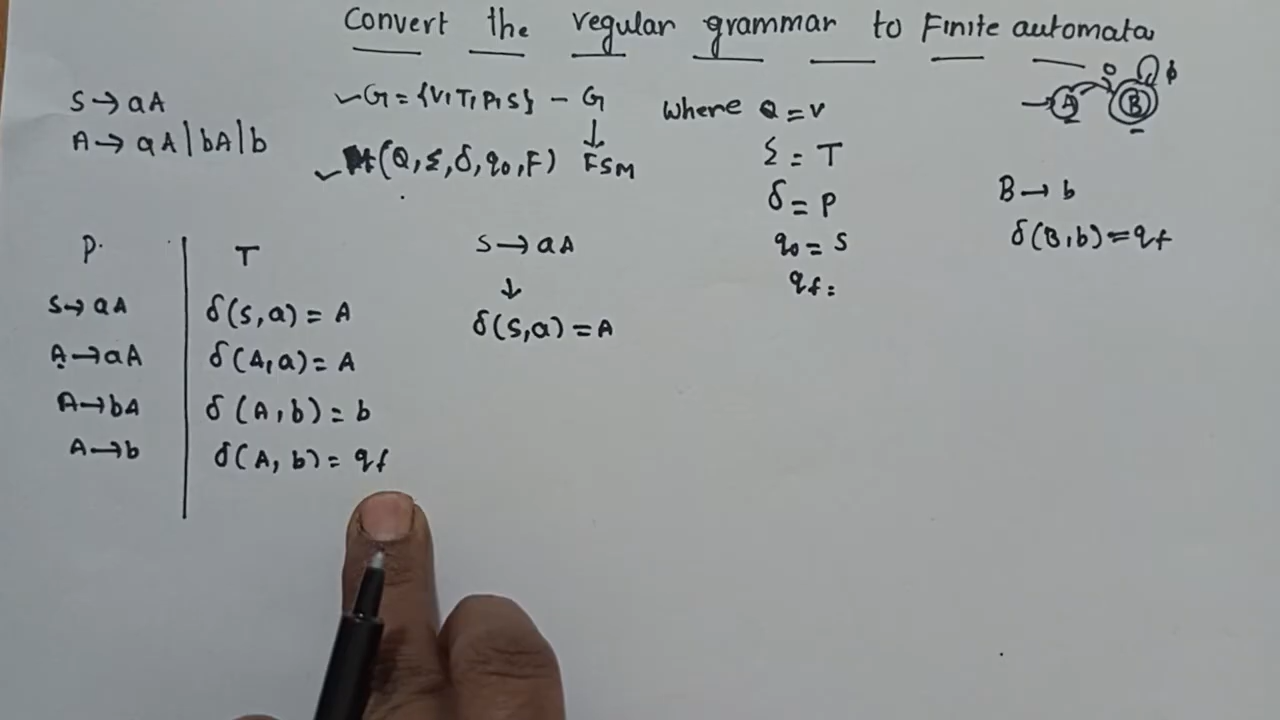 Convert the regular grammar to Finite automata
S → aA
A → aA | bA | b
✓ G = {V, T, P, S} - G
↓
✓ M (Q, Σ, δ, q0, F) FSM
Where Q = V
Σ = T
δ = P
q0 = S
qf =
A 0 B
B → b
δ(B, b) = qf
P T
S → aA δ(S, a) = A
A → aA δ(A, a) = A
A → bA δ(A, b) = b
A → b δ(A, b) = qf
S → aA
↓
δ(S, a) = A